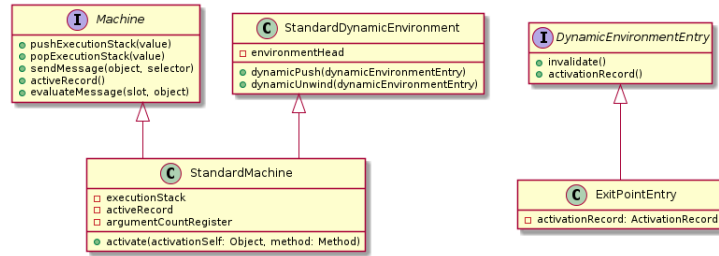 I Machine
pushExecutionStack(value)
popExecutionStack(value)
sendMessage(object, selector)
activeRecord()
evaluateMessage(slot, object)
C StandardDynamicEnvironment
environmentHead
dynamicPush(dynamicEnvironmentEntry)
dynamicUnwind(dynamicEnvironmentEntry)
I DynamicEnvironmentEntry
invalidate()
activationRecord()
C StandardMachine
executionStack
activeRecord
argumentCountRegister
activate(activationSelf: Object, method: Method)
C ExitPointEntry
activationRecord: ActivationRecord